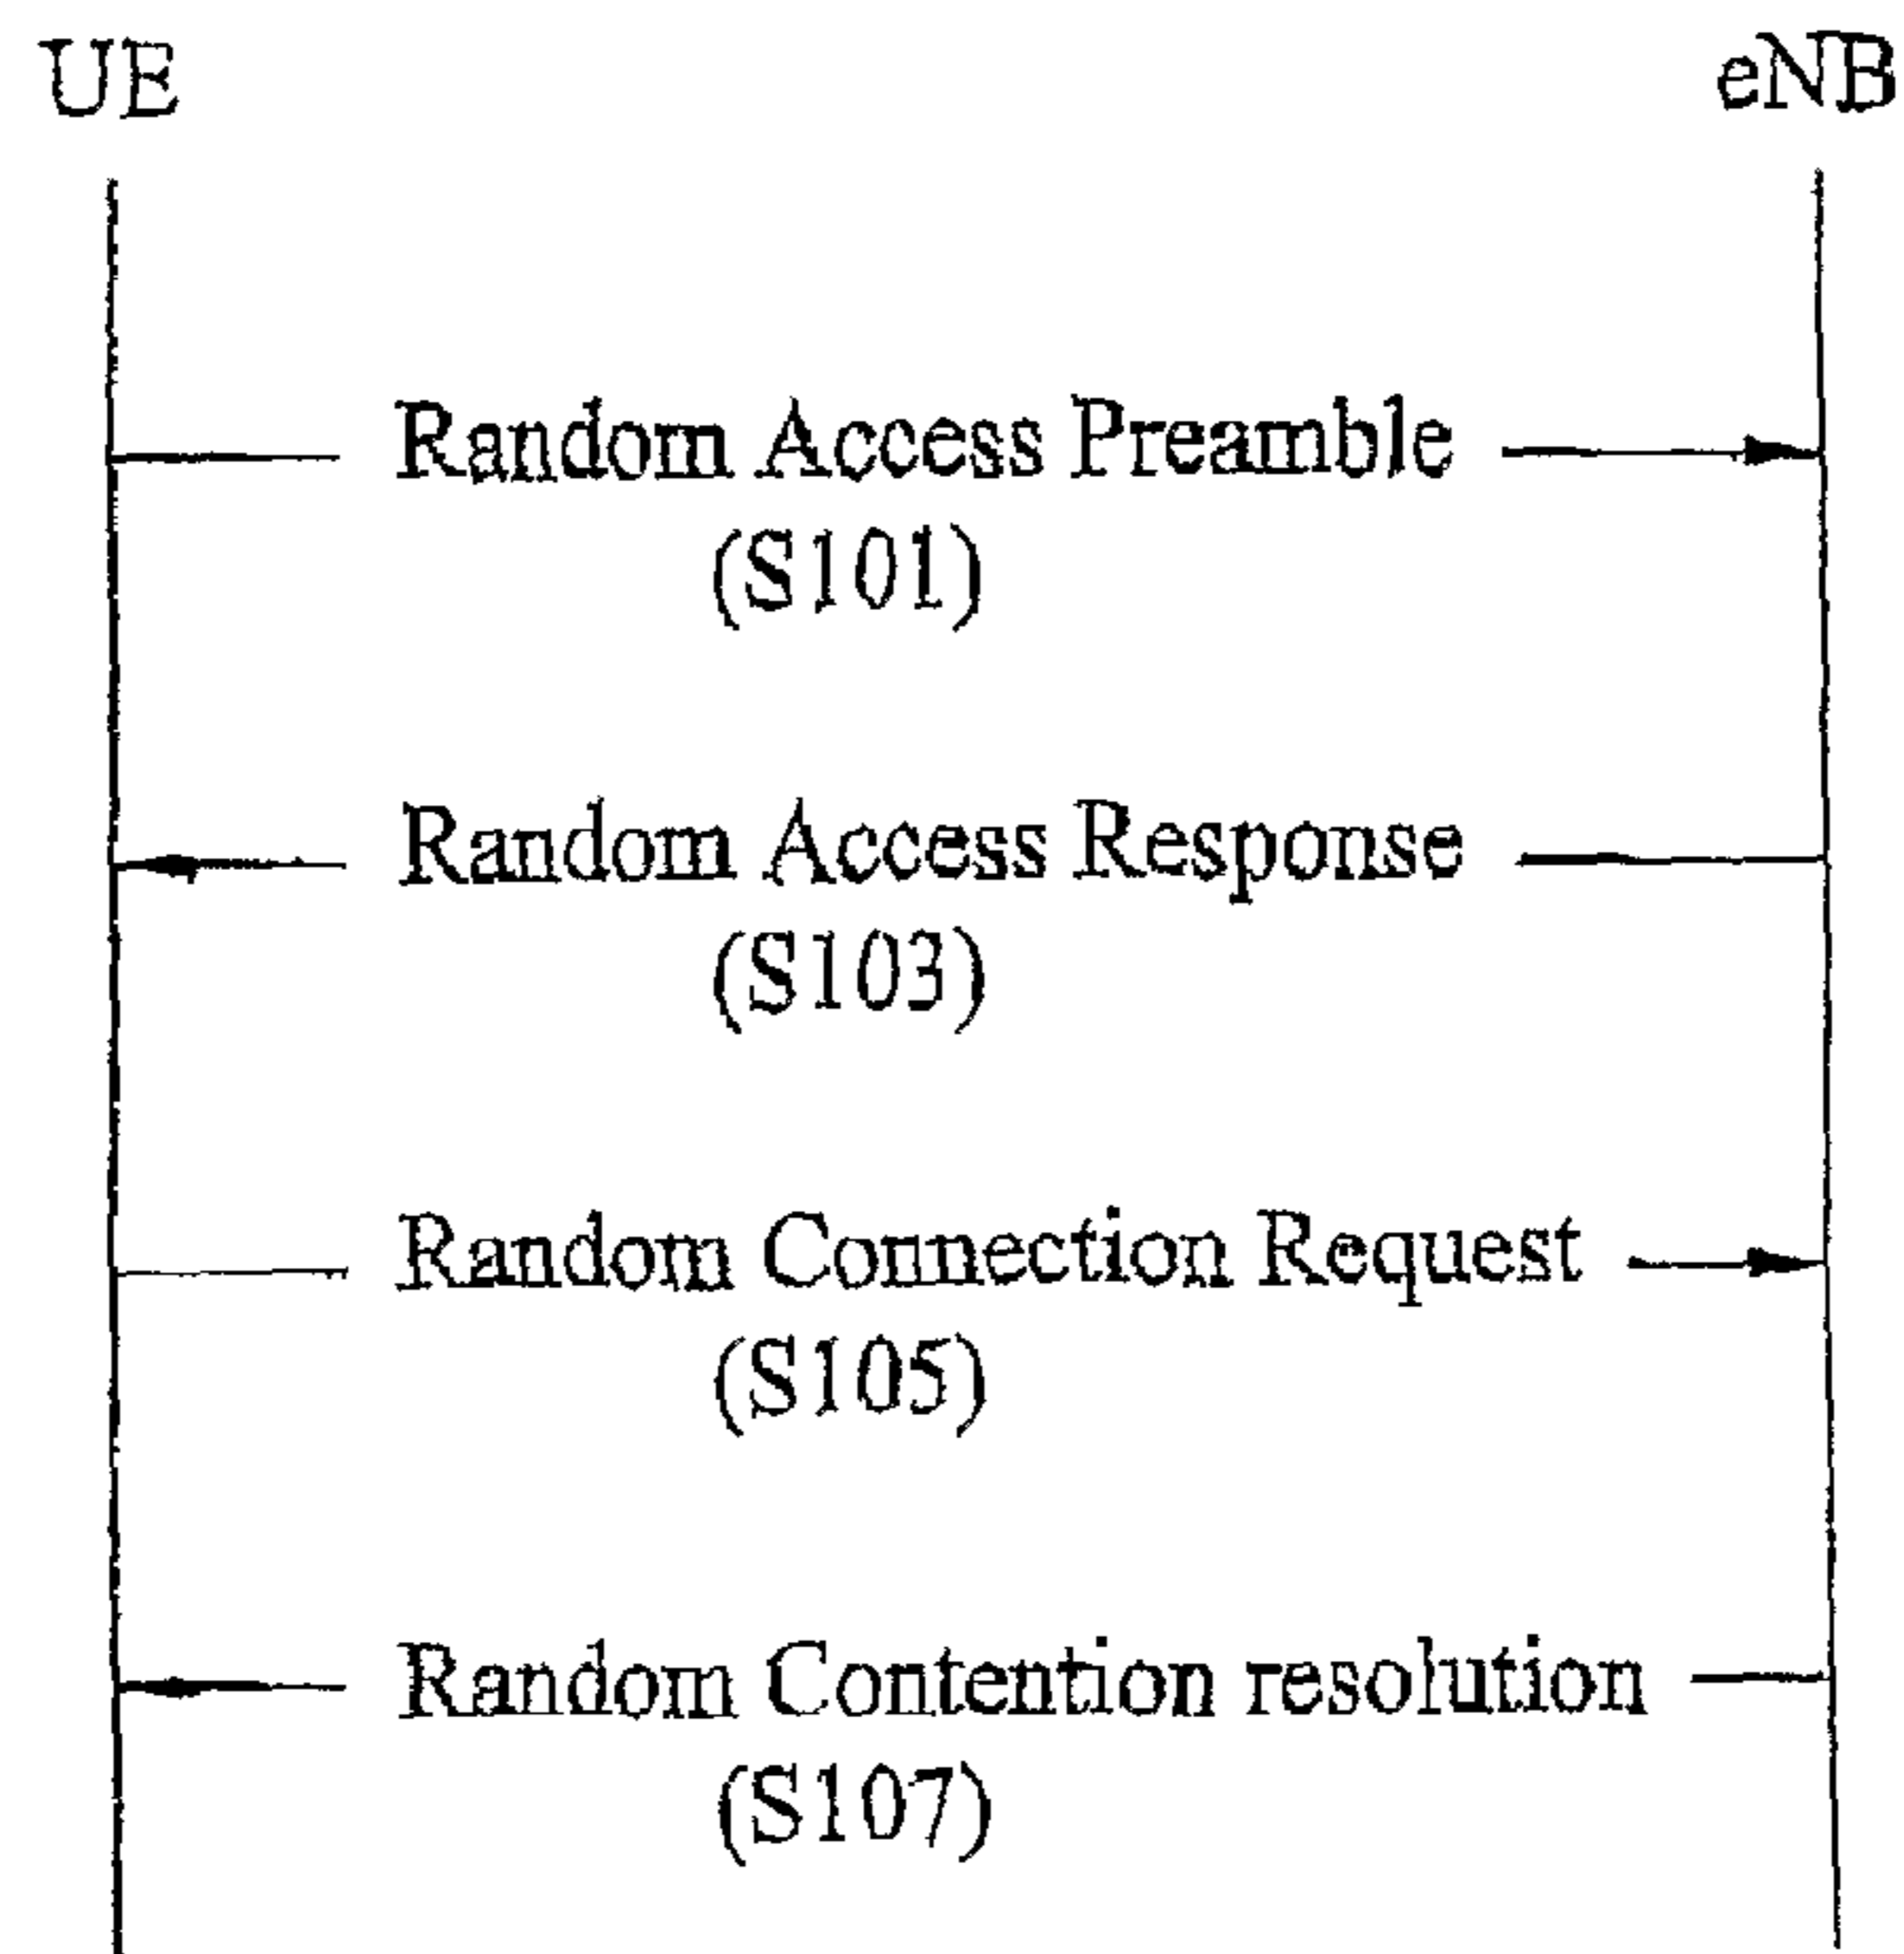 UE eNB
Random Access Preamble
(S101)
Random Access Response
(S103)
Random Connection Request
(S105)
Random Contention resolution
(S107)